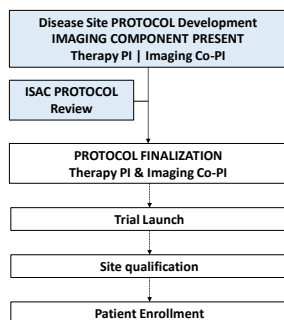 Disease Site PROTOCOL Development
IMAGING COMPONENT PRESENT
Therapy PI | Imaging Co-PI
ISAC PROTOCOL
Review
PROTOCOL FINALIZATION
Therapy PI & Imaging Co-PI
Trial Launch
Site qualification
Patient Enrollment